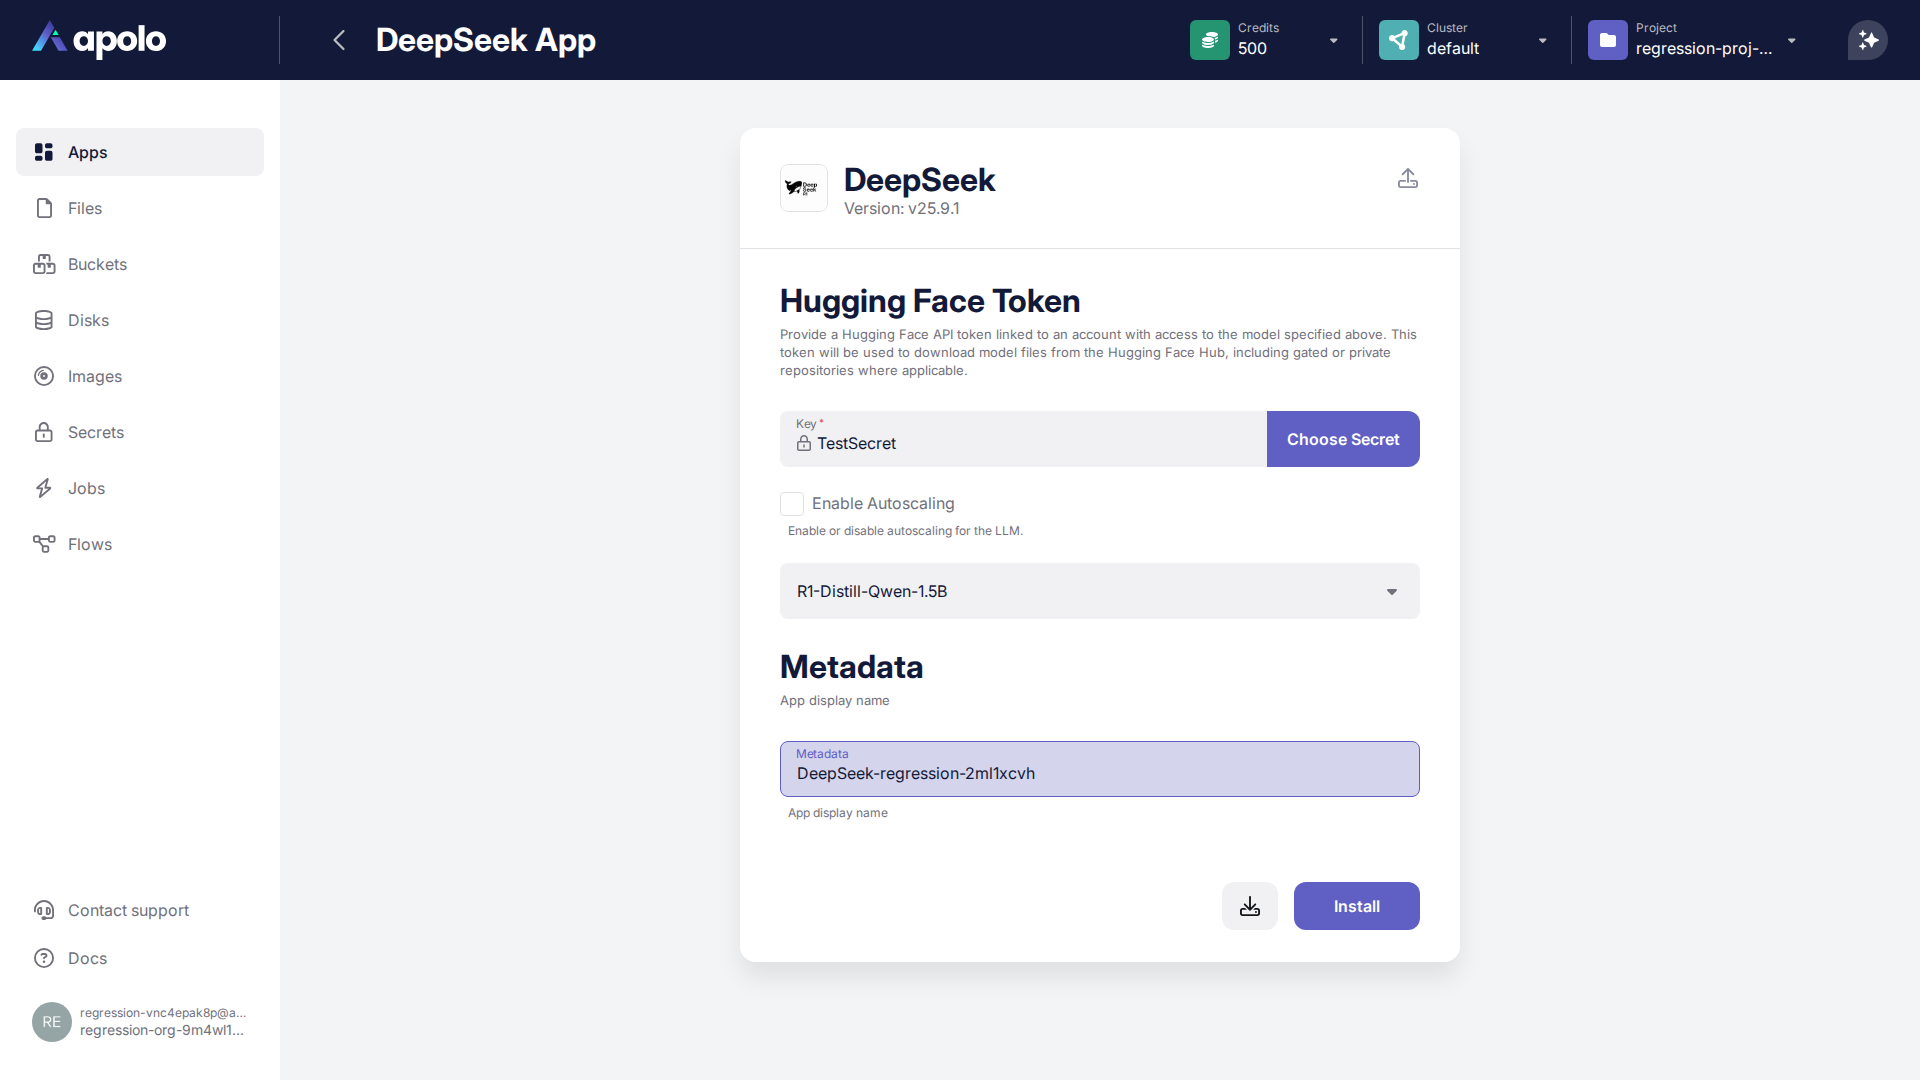 apolo
DeepSeek App
Credits
500
Cluster
default
Project
regression-proj-...
Apps
Files
Buckets
Disks
Images
Secrets
Jobs
Flows
Contact support
Docs
RE
regression-vnc4epak8p@a...
regression-org-9m4wl1...
DeepSeek
Version: v25.9.1
Hugging Face Token
Provide a Hugging Face API token linked to an account with access to the model specified above. This
token will be used to download model files from the Hugging Face Hub, including gated or private
repositories where applicable.
Key *
TestSecret
Choose Secret
Enable Autoscaling
Enable or disable autoscaling for the LLM.
R1-Distill-Qwen-1.5B
Metadata
App display name
Metadata
DeepSeek-regression-2ml1xcvh
App display name
Install